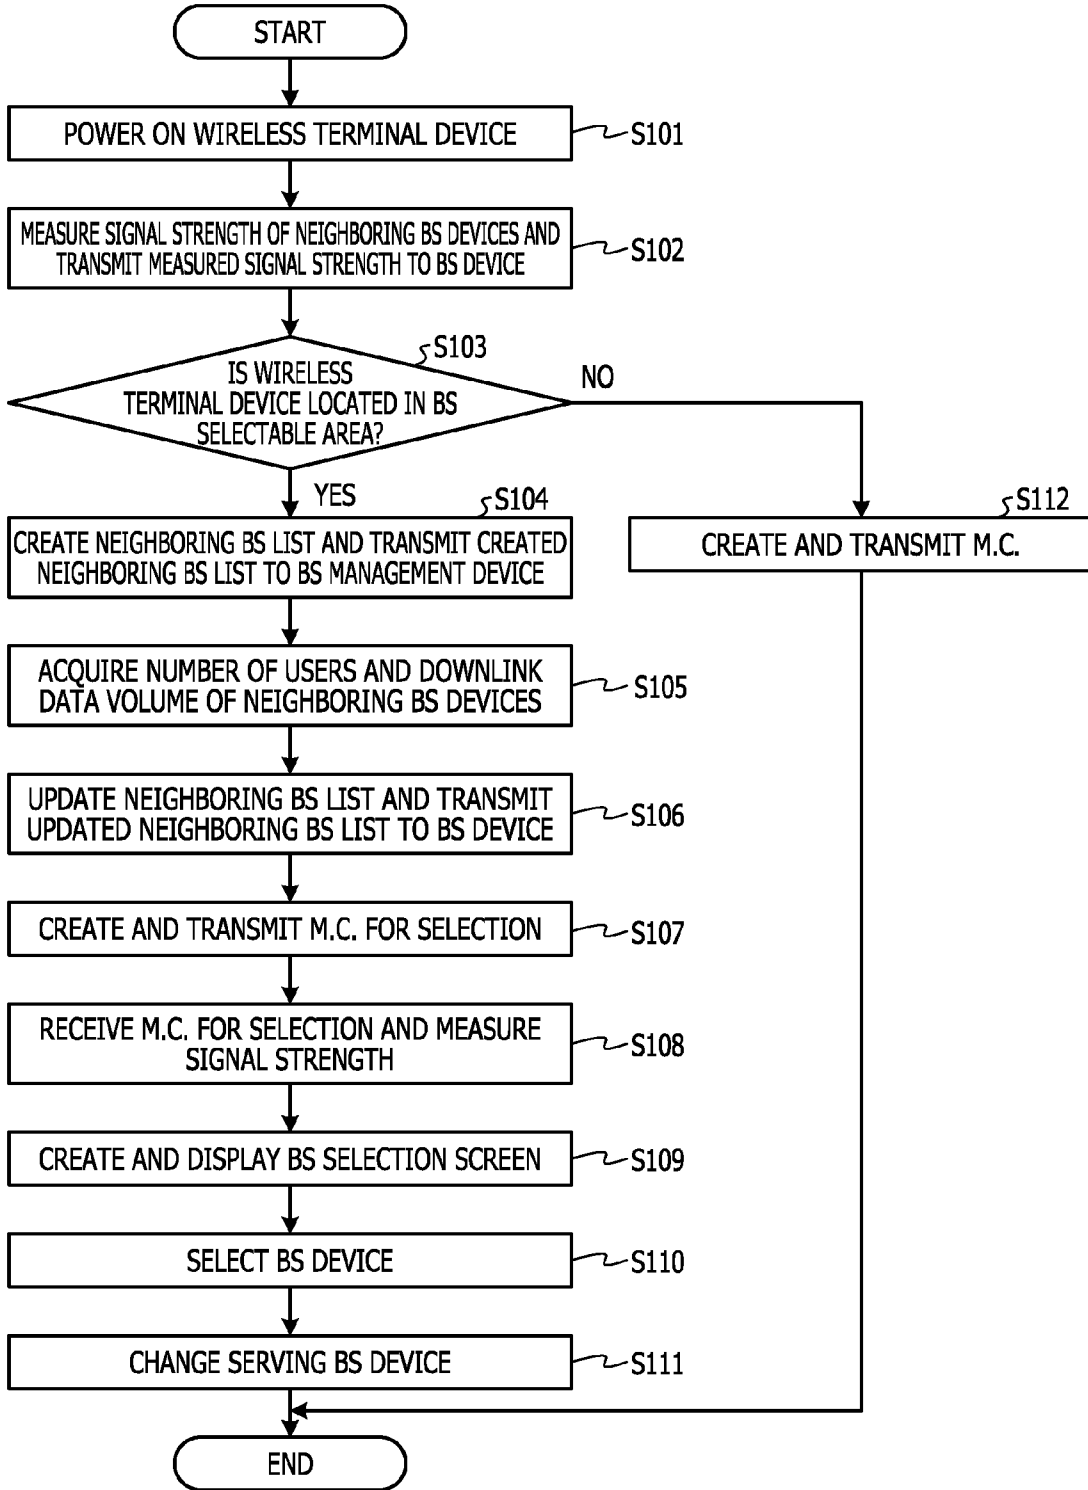 START
POWER ON WIRELESS TERMINAL DEVICE
S101
MEASURE SIGNAL STRENGTH OF NEIGHBORING BS DEVICES AND
TRANSMIT MEASURED SIGNAL STRENGTH TO BS DEVICE
S102
S103
IS WIRELESS
TERMINAL DEVICE LOCATED IN BS
SELECTABLE AREA?
NO
YES
S104
CREATE NEIGHBORING BS LIST AND TRANSMIT CREATED
NEIGHBORING BS LIST TO BS MANAGEMENT DEVICE
S112
CREATE AND TRANSMIT M.C.
ACQUIRE NUMBER OF USERS AND DOWNLINK
DATA VOLUME OF NEIGHBORING BS DEVICES
S105
UPDATE NEIGHBORING BS LIST AND TRANSMIT
UPDATED NEIGHBORING BS LIST TO BS DEVICE
S106
CREATE AND TRANSMIT M.C. FOR SELECTION
S107
RECEIVE M.C. FOR SELECTION AND MEASURE
SIGNAL STRENGTH
S108
CREATE AND DISPLAY BS SELECTION SCREEN
S109
SELECT BS DEVICE
S110
CHANGE SERVING BS DEVICE
S111
END